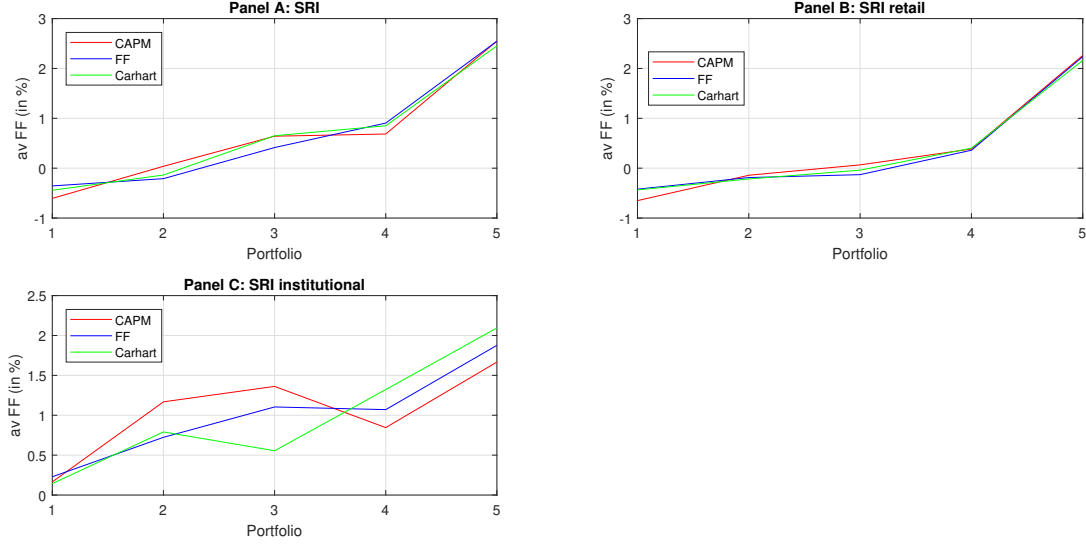 Panel A: SRI
3
2
1
0
-1
av FF (in %)
CAPM
FF
Carhart
1
2
3
4
5
Portfolio
Panel B: SRI retail
3
2
1
0
-1
av FF (in %)
CAPM
FF
Carhart
1
2
3
4
5
Portfolio
Panel C: SRI institutional
2.5
2
1.5
1
0.5
0
av FF (in %)
CAPM
FF
Carhart
1
2
3
4
5
Portfolio